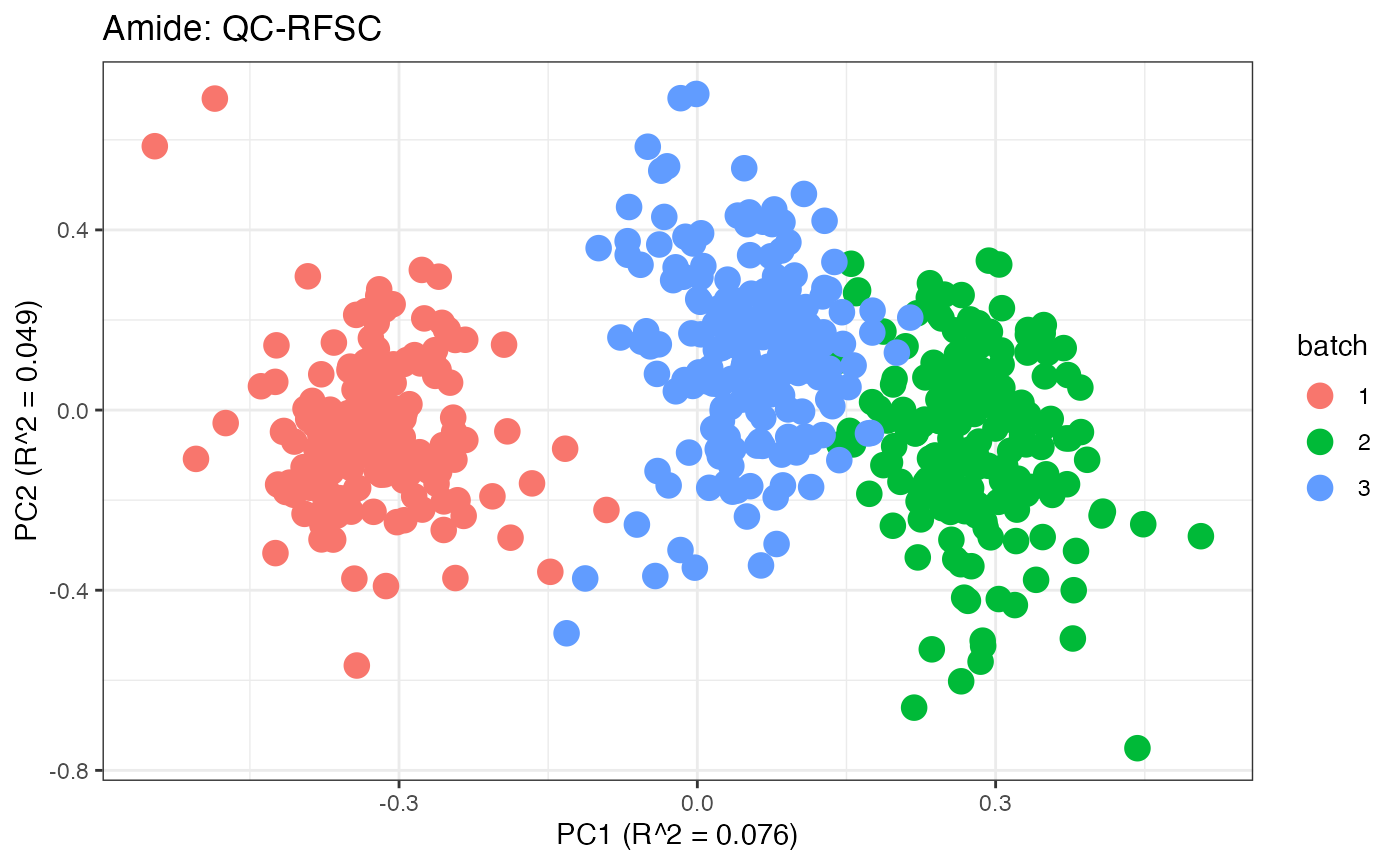 Amide: QC-RFSC
PC2 (R^2 = 0.049)
0.4
0.0
-0.4
-0.8
-0.3
0.0
0.3
PC1 (R^2 = 0.076)
batch
1
2
3